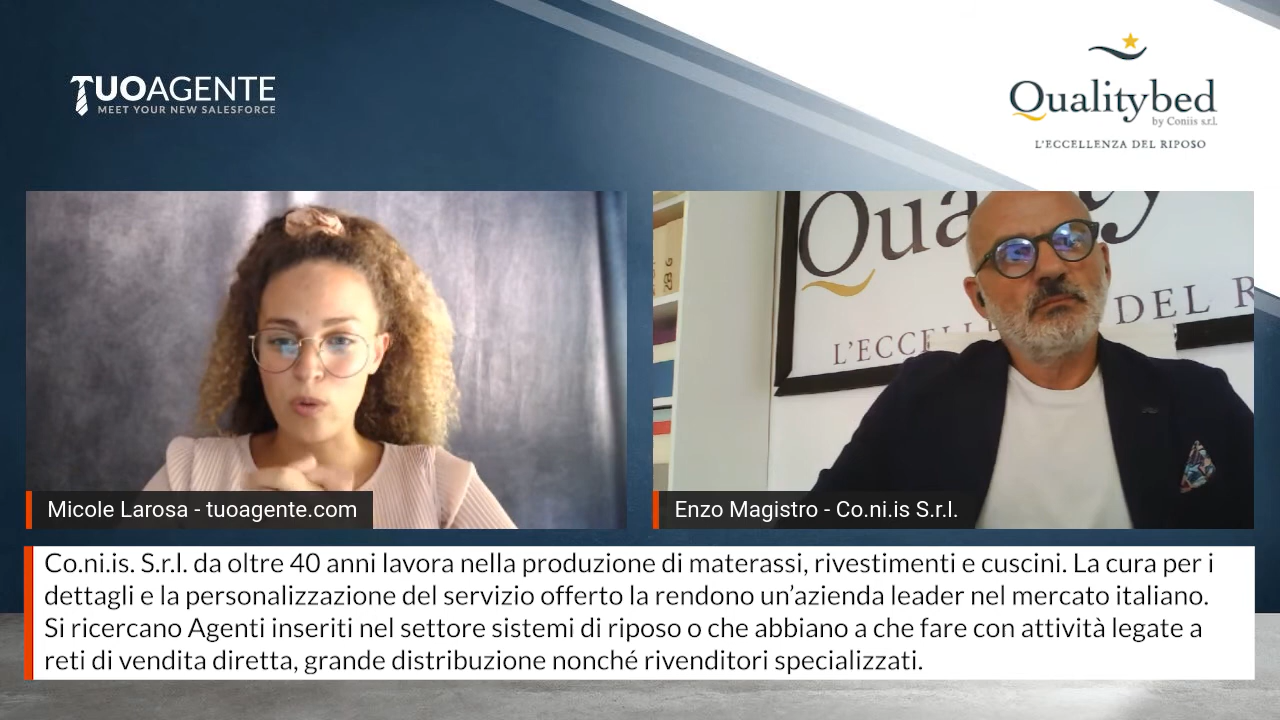 TUOAGENTE
MEET YOUR NEW SALESFORCE
Qualitybed
by Coniis s.r.l.
L'ECCELLENZA DEL RIPOSO
Qua
y
L'ECCELL
DEL R
Micole Larosa - tuoagente.com
Enzo Magistro - Co.ni.is S.r.l.
Co.ni.is. S.r.l. da oltre 40 anni lavora nella produzione di materassi, rivestimenti e cuscini. La cura per i
dettagli e la personalizzazione del servizio offerto la rendono un’azienda leader nel mercato italiano.
Si ricercano Agenti inseriti nel settore sistemi di riposo o che abbiano a che fare con attività legate a
reti di vendita diretta, grande distribuzione nonché rivenditori specializzati.